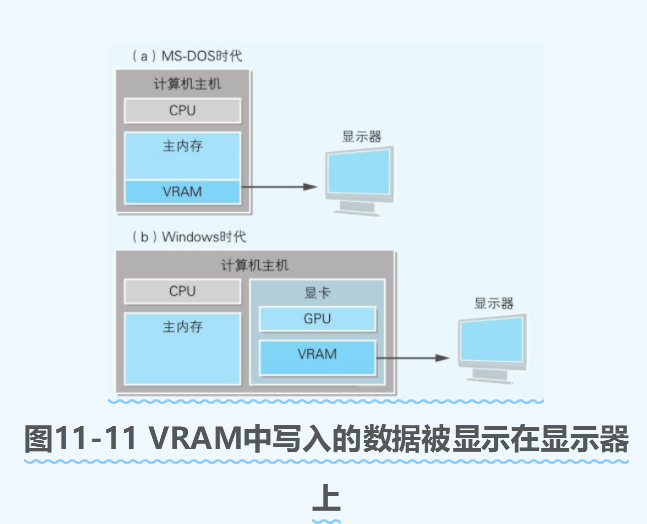 （a）MS-DOS时代
计算机主机
CPU
主内存
VRAM
显示器
（b）Windows时代
计算机主机
CPU
显卡
GPU
主内存
VRAM
显示器
图11-11 VRAM中写入的数据被显示在显示器
上